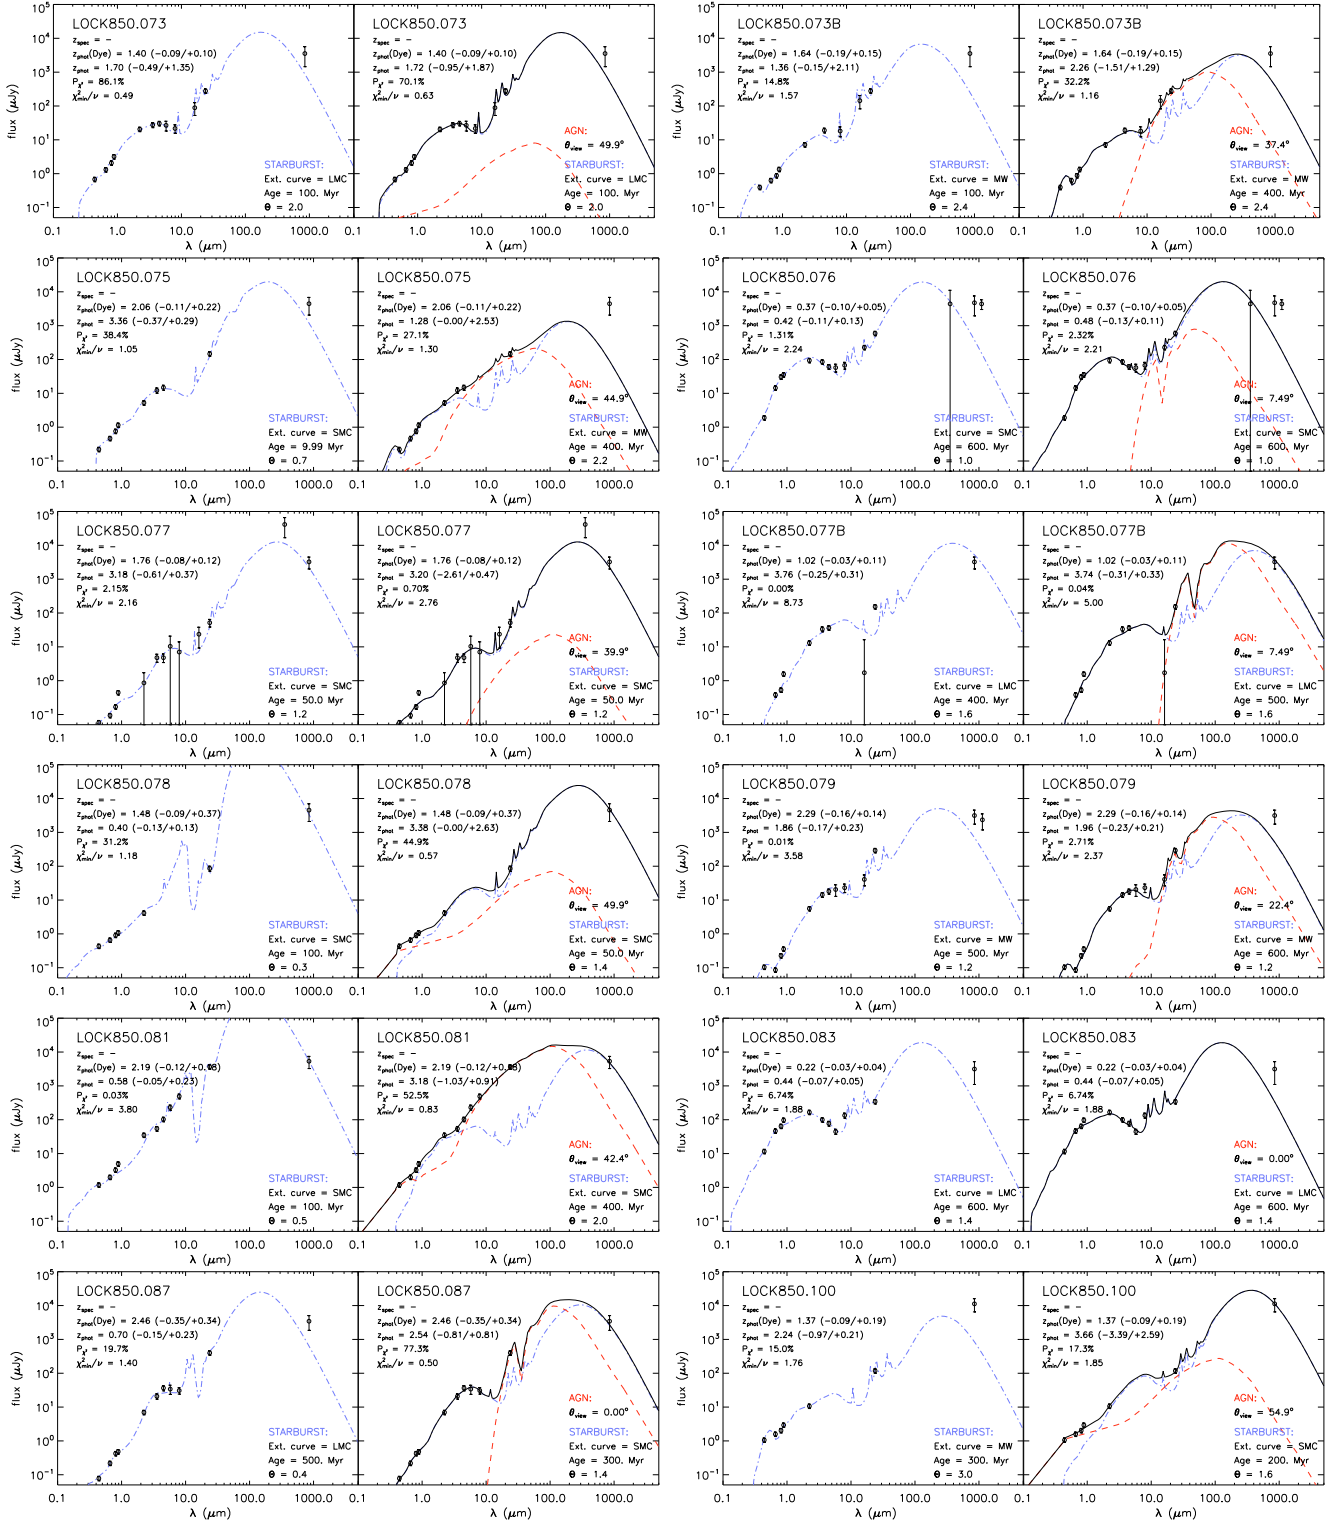 LOCK850.073
z_spec = –
z_phot(Dye) = 1.40 (-0.09/+0.10)
z_phot = 1.70 (-0.49/+1.35)
P_χ² = 86.1%
χ²_min/ν = 0.49
STARBURST:
Ext. curve = LMC
Age = 100. Myr
Θ = 2.0
LOCK850.073
z_spec = –
z_phot(Dye) = 1.40 (-0.09/+0.10)
z_phot = 1.72 (-0.95/+1.87)
P_χ² = 70.1%
χ²_min/ν = 0.63
AGN:
θ_view = 49.9°
STARBURST:
Ext. curve = LMC
Age = 100. Myr
Θ = 2.0
LOCK850.073B
z_spec = –
z_phot(Dye) = 1.64 (-0.19/+0.15)
z_phot = 1.36 (-0.15/+2.11)
P_χ² = 14.8%
χ²_min/ν = 1.57
STARBURST:
Ext. curve = MW
Age = 100. Myr
Θ = 2.4
LOCK850.073B
z_spec = –
z_phot(Dye) = 1.64 (-0.19/+0.15)
z_phot = 2.26 (-1.51/+1.29)
P_χ² = 32.2%
χ²_min/ν = 1.16
AGN:
θ_view = 37.4°
STARBURST:
Ext. curve = MW
Age = 400. Myr
Θ = 2.4
flux (μJy)
10⁵
10⁴
10³
10²
10¹
10⁰
10⁻¹
0.1 1.0 10.0 100.0 1000.0
λ (μm)
LOCK850.075
z_spec = –
z_phot(Dye) = 2.06 (-0.11/+0.22)
z_phot = 3.36 (-0.37/+0.29)
P_χ² = 38.4%
χ²_min/ν = 1.05
STARBURST:
Ext. curve = SMC
Age = 9.99 Myr
Θ = 0.7
LOCK850.075
z_spec = –
z_phot(Dye) = 2.06 (-0.11/+0.22)
z_phot = 1.28 (-0.00/+2.53)
P_χ² = 27.1%
χ²_min/ν = 1.30
AGN:
θ_view = 44.9°
STARBURST:
Ext. curve = MW
Age = 400. Myr
Θ = 2.2
LOCK850.076
z_spec = –
z_phot(Dye) = 0.37 (-0.10/+0.05)
z_phot = 0.42 (-0.11/+0.13)
P_χ² = 1.31%
χ²_min/ν = 2.24
STARBURST:
Ext. curve = SMC
Age = 600. Myr
Θ = 1.0
LOCK850.076
z_spec = –
z_phot(Dye) = 0.37 (-0.10/+0.05)
z_phot = 0.48 (-0.13/+0.11)
P_χ² = 2.32%
χ²_min/ν = 2.21
AGN:
θ_view = 7.49°
STARBURST:
Ext. curve = SMC
Age = 600. Myr
Θ = 1.0
LOCK850.077
z_spec = –
z_phot(Dye) = 1.76 (-0.08/+0.12)
z_phot = 3.18 (-0.61/+0.37)
P_χ² = 2.15%
χ²_min/ν = 2.16
STARBURST:
Ext. curve = SMC
Age = 50.0 Myr
Θ = 1.2
LOCK850.077
z_spec = –
z_phot(Dye) = 1.76 (-0.08/+0.12)
z_phot = 3.20 (-2.61/+0.47)
P_χ² = 0.70%
χ²_min/ν = 2.76
AGN:
θ_view = 39.9°
STARBURST:
Ext. curve = SMC
Age = 50.0 Myr
Θ = 1.2
LOCK850.077B
z_spec = –
z_phot(Dye) = 1.02 (-0.03/+0.11)
z_phot = 3.76 (-0.25/+0.31)
P_χ² = 0.00%
χ²_min/ν = 8.73
STARBURST:
Ext. curve = LMC
Age = 400. Myr
Θ = 1.6
LOCK850.077B
z_spec = –
z_phot(Dye) = 1.02 (-0.03/+0.11)
z_phot = 3.74 (-0.31/+0.33)
P_χ² = 0.04%
χ²_min/ν = 5.00
AGN:
θ_view = 7.49°
STARBURST:
Ext. curve = LMC
Age = 500. Myr
Θ = 1.6
LOCK850.078
z_spec = –
z_phot(Dye) = 1.48 (-0.09/+0.37)
z_phot = 0.40 (-0.13/+0.13)
P_χ² = 31.2%
χ²_min/ν = 1.18
STARBURST:
Ext. curve = SMC
Age = 100. Myr
Θ = 0.3
LOCK850.078
z_spec = –
z_phot(Dye) = 1.48 (-0.09/+0.37)
z_phot = 3.38 (-0.00/+2.63)
P_χ² = 44.9%
χ²_min/ν = 0.57
AGN:
θ_view = 49.9°
STARBURST:
Ext. curve = SMC
Age = 50.0 Myr
Θ = 1.4
LOCK850.079
z_spec = –
z_phot(Dye) = 2.29 (-0.16/+0.14)
z_phot = 1.86 (-0.17/+0.23)
P_χ² = 0.01%
χ²_min/ν = 3.58
STARBURST:
Ext. curve = MW
Age = 500. Myr
Θ = 1.2
LOCK850.079
z_spec = –
z_phot(Dye) = 2.29 (-0.16/+0.14)
z_phot = 1.96 (-0.23/+0.21)
P_χ² = 2.71%
χ²_min/ν = 2.37
AGN:
θ_view = 22.4°
STARBURST:
Ext. curve = MW
Age = 600. Myr
Θ = 1.2
LOCK850.081
z_spec = –
z_phot(Dye) = 2.19 (-0.12/+0.18)
z_phot = 0.58 (-0.05/+0.23)
P_χ² = 0.03%
χ²_min/ν = 3.80
STARBURST:
Ext. curve = SMC
Age = 100. Myr
Θ = 0.5
LOCK850.081
z_spec = –
z_phot(Dye) = 2.19 (-0.12/+0.18)
z_phot = 3.18 (-1.03/+0.91)
P_χ² = 52.5%
χ²_min/ν = 0.83
AGN:
θ_view = 42.4°
STARBURST:
Ext. curve = SMC
Age = 400. Myr
Θ = 2.0
LOCK850.083
z_spec = –
z_phot(Dye) = 0.22 (-0.03/+0.04)
z_phot = 0.44 (-0.07/+0.05)
P_χ² = 6.74%
χ²_min/ν = 1.88
STARBURST:
Ext. curve = LMC
Age = 600. Myr
Θ = 1.4
LOCK850.083
z_spec = –
z_phot(Dye) = 0.22 (-0.03/+0.04)
z_phot = 0.44 (-0.07/+0.05)
P_χ² = 6.74%
χ²_min/ν = 1.88
AGN:
θ_view = 0.00°
STARBURST:
Ext. curve = LMC
Age = 600. Myr
Θ = 1.4
LOCK850.087
z_spec = –
z_phot(Dye) = 2.46 (-0.35/+0.34)
z_phot = 0.70 (-0.15/+0.23)
P_χ² = 19.7%
χ²_min/ν = 1.40
STARBURST:
Ext. curve = LMC
Age = 500. Myr
Θ = 0.4
LOCK850.087
z_spec = –
z_phot(Dye) = 2.46 (-0.35/+0.34)
z_phot = 2.54 (-0.81/+0.81)
P_χ² = 77.3%
χ²_min/ν = 0.50
AGN:
θ_view = 0.00°
STARBURST:
Ext. curve = SMC
Age = 300. Myr
Θ = 1.4
LOCK850.100
z_spec = –
z_phot(Dye) = 1.37 (-0.09/+0.19)
z_phot = 2.24 (-0.97/+0.21)
P_χ² = 15.0%
χ²_min/ν = 1.76
STARBURST:
Ext. curve = MW
Age = 300. Myr
Θ = 3.0
LOCK850.100
z_spec = –
z_phot(Dye) = 1.37 (-0.09/+0.19)
z_phot = 3.66 (-3.39/+2.59)
P_χ² = 17.3%
χ²_min/ν = 1.85
AGN:
θ_view = 54.9°
STARBURST:
Ext. curve = SMC
Age = 200. Myr
Θ = 1.6